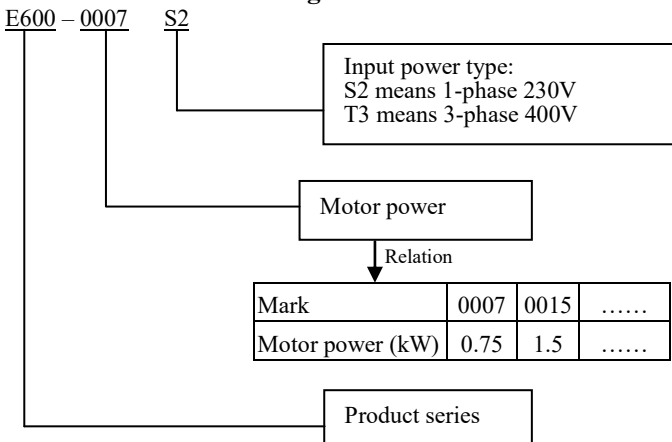 E600 – 0007 S2
Input power type:
S2 means 1-phase 230V
T3 means 3-phase 400V
Motor power
Relation
Mark 0007 0015 ……
Motor power (kW) 0.75 1.5 ……
Product series